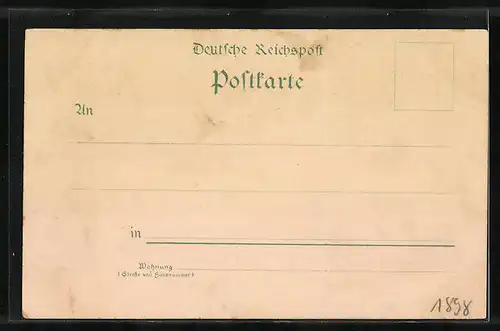 Deutsche Reichspost
Postkarte
An
in
Wohnung
(Straße und Hausnummer)
1898